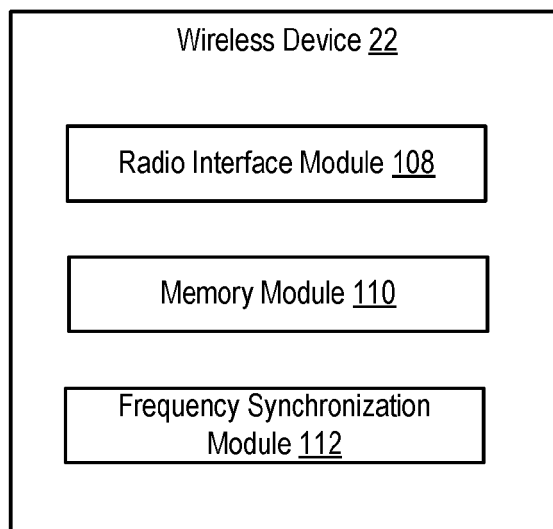 Wireless Device 22
Radio Interface Module 108
Memory Module 110
Frequency Synchronization
Module 112